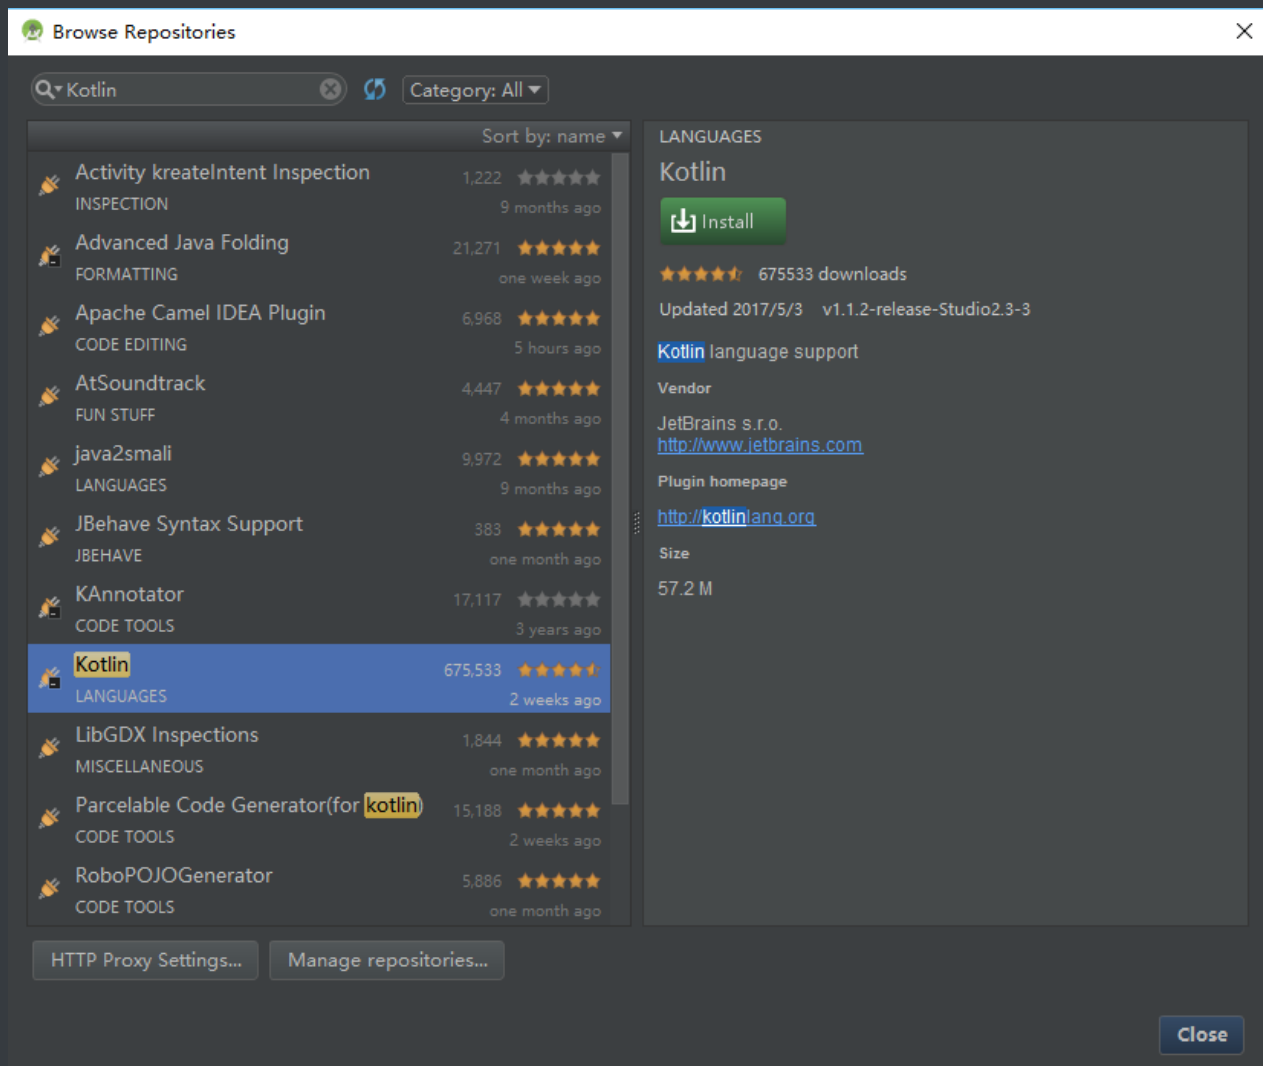 Browse Repositories
Kotlin
Category: All
Sort by: name
Activity kreateIntent Inspection 1,222
INSPECTION 9 months ago
Advanced Java Folding 21,271
FORMATTING one week ago
Apache Camel IDEA Plugin 6,968
CODE EDITING 5 hours ago
AtSoundtrack 4,447
FUN STUFF 4 months ago
java2smali 9,972
LANGUAGES 9 months ago
JBehave Syntax Support 383
JBEHAVE one month ago
KAnnotator 17,117
CODE TOOLS 3 years ago
Kotlin 675,533
LANGUAGES 2 weeks ago
LibGDX Inspections 1,844
MISCELLANEOUS one month ago
Parcelable Code Generator(for kotlin) 15,188
CODE TOOLS 2 weeks ago
RoboPOJOGenerator 5,886
CODE TOOLS one month ago
LANGUAGES
Kotlin
Install
675533 downloads
Updated 2017/5/3 v1.1.2-release-Studio2.3-3
Kotlin language support
Vendor
JetBrains s.r.o.
http://www.jetbrains.com
Plugin homepage
http://kotlinlang.org
Size
57.2 M
HTTP Proxy Settings...
Manage repositories...
Close